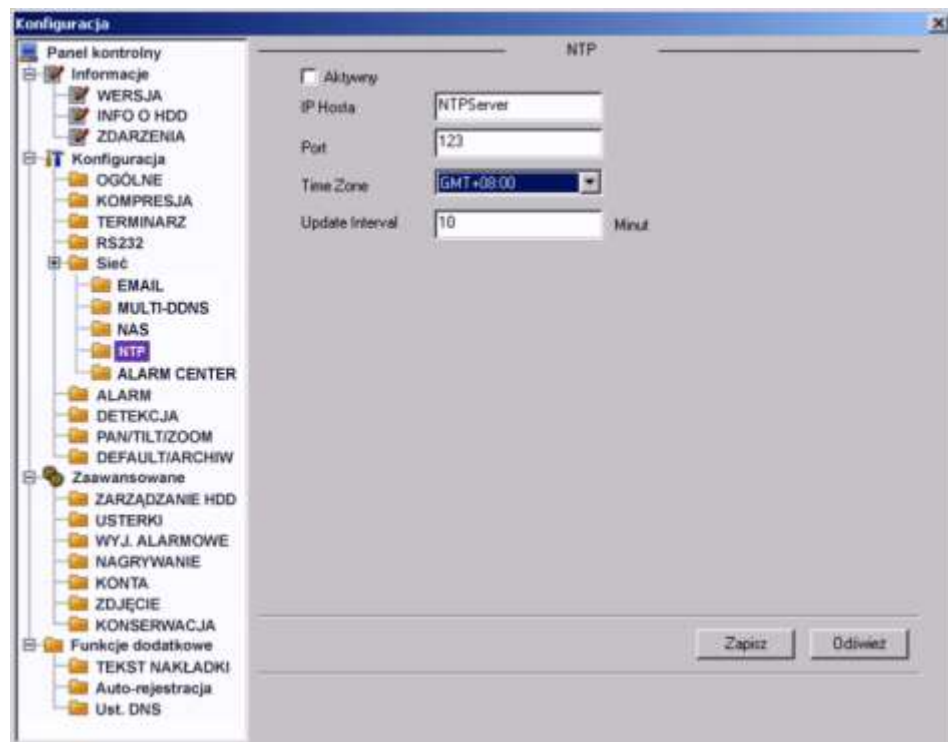 Konfiguracja
Panel kontrolny
Informacje
WERSJA
INFO O HDD
ZDARZENIA
Konfiguracja
OGÓLNE
KOMPRESJA
TERMINARZ
RS232
Sieć
EMAIL
MULTI-DDNS
NAS
NTP
ALARM CENTER
ALARM
DETEKCJA
PAN/TILT/ZOOM
DEFAULT/ARCHIW
Zaawansowane
ZARZĄDZANIE HDD
USTERKI
WYJ. ALARMOWE
NAGRYWANIE
KONTA
ZDJĘCIE
KONSERWACJA
Funkcje dodatkowe
TEKST NAKŁADKI
Auto-rejestracja
Ust. DNS
NTP
Aktywny
IP Hosta NTPServer
Port 123
Time Zone GMT+08:00
Update Interval 10 Minut
Zapisz Odśwież